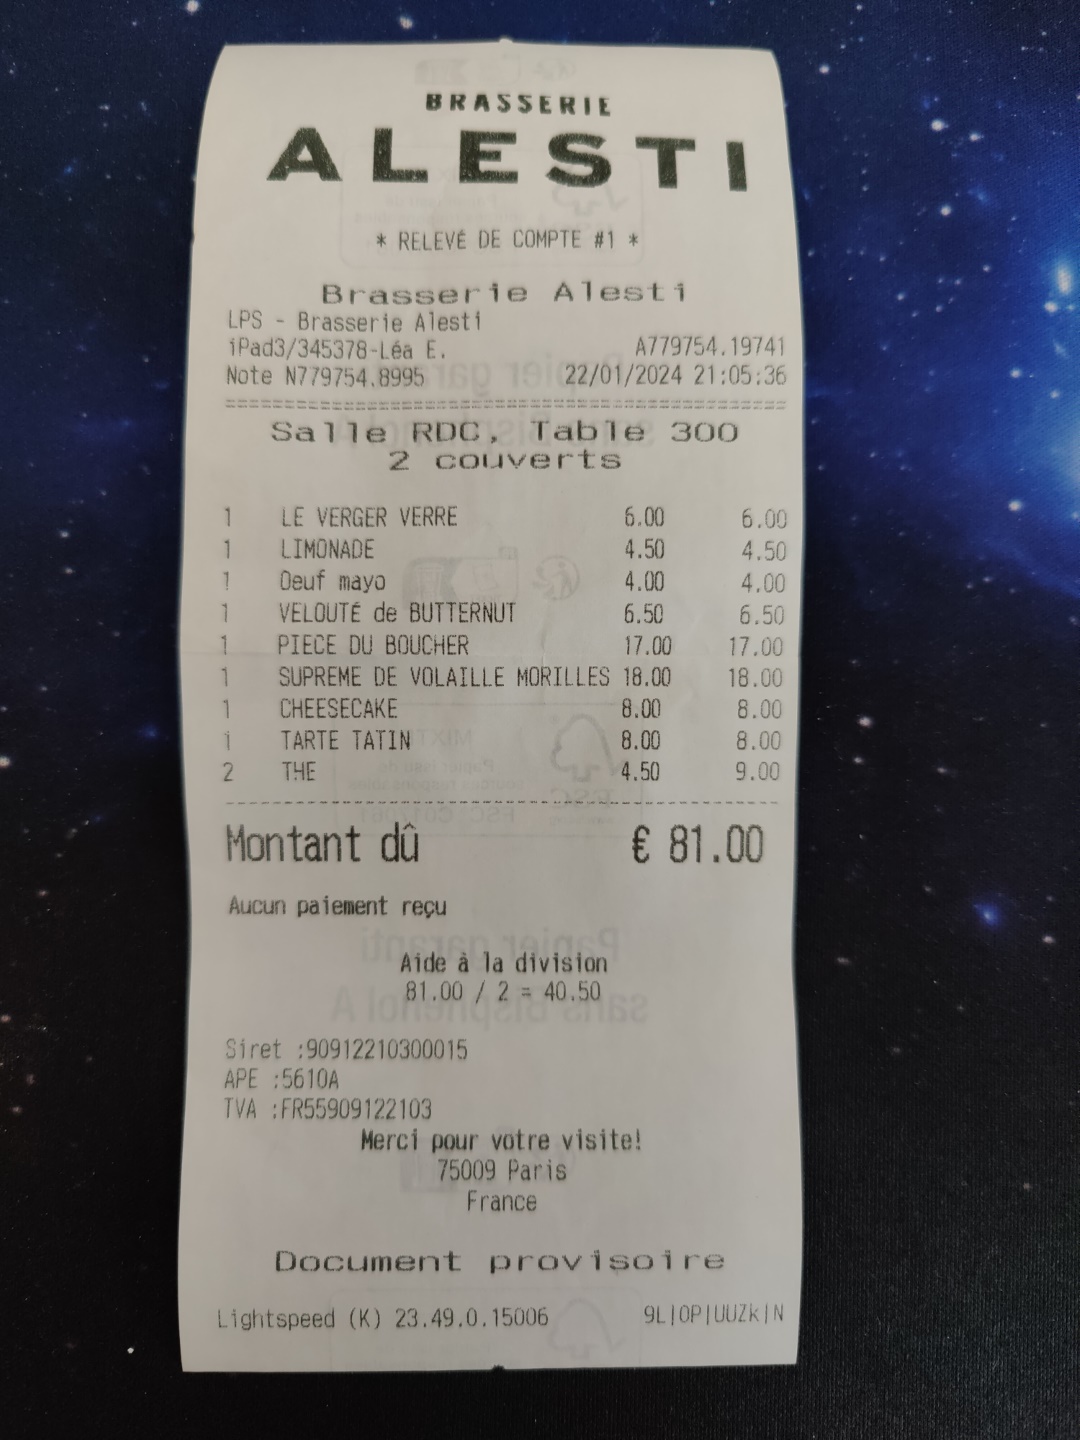 BRASSERIE
ALESTI
* RELEVÉ DE COMPTE #1 *
Brasserie Alesti
LPS - Brasserie Alesti
iPad3/345378-Léa E. A779754.19741
Note N779754.8995 22/01/2024 21:05:36
Salle RDC, Table 300
2 couverts
1 LE VERGER VERRE 6.00 6.00
1 LIMONADE 4.50 4.50
1 Oeuf mayo 4.00 4.00
1 VELOUTÉ de BUTTERNUT 6.50 6.50
1 PIECE DU BOUCHER 17.00 17.00
1 SUPREME DE VOLAILLE MORILLES 18.00 18.00
1 CHEESECAKE 8.00 8.00
1 TARTE TATIN 8.00 8.00
2 THE 4.50 9.00
Montant dû € 81.00
Aucun paiement reçu
Aide à la division
81.00 / 2 = 40.50
Siret :90912210300015
APE :5610A
TVA :FR55909122103
Merci pour votre visite!
75009 Paris
France
Document provisoire
Lightspeed (K) 23.49.0.15006 9L|OP|UUZk|N